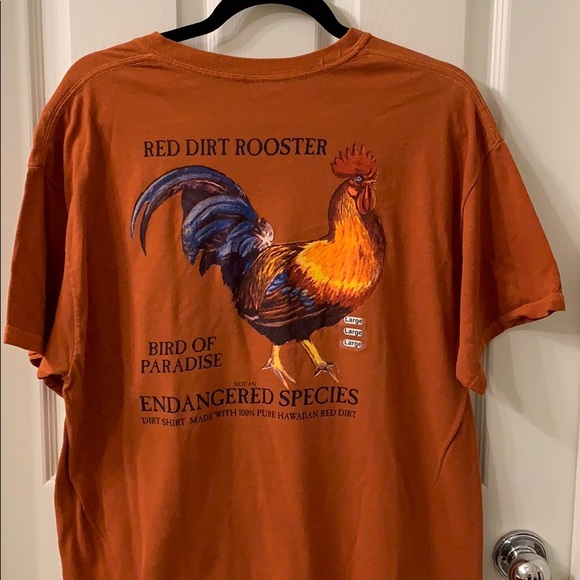 RED DIRT ROOSTER
Large
Large
Large
BIRD OF
PARADISE
NOT AN
ENDANGERED SPECIES
DIRT SHIRT MADE WITH 100% PURE HAWAIIAN RED DIRT